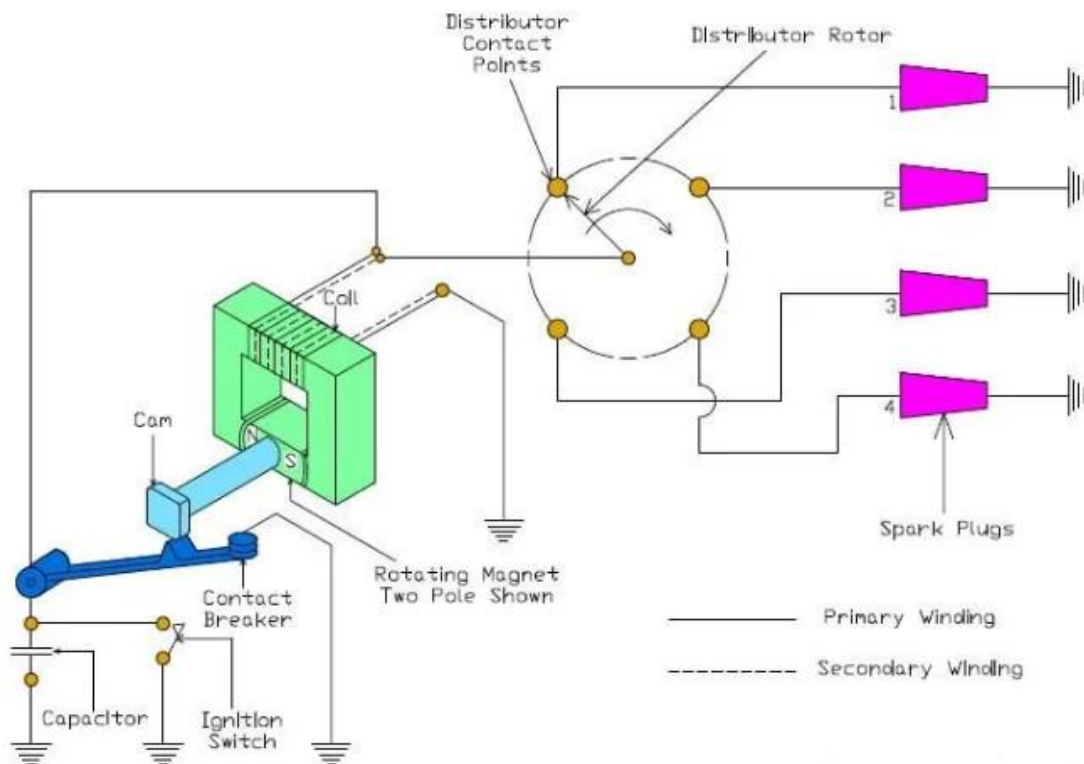 Distributor
Contact
Points
Distributor Rotor
1
2
3
4
Coil
Cam
N
S
Spark Plugs
Rotating Magnet
Two Pole Shown
Contact
Breaker
Primary Winding
Secondary Winding
Capacitor
Ignition
Switch